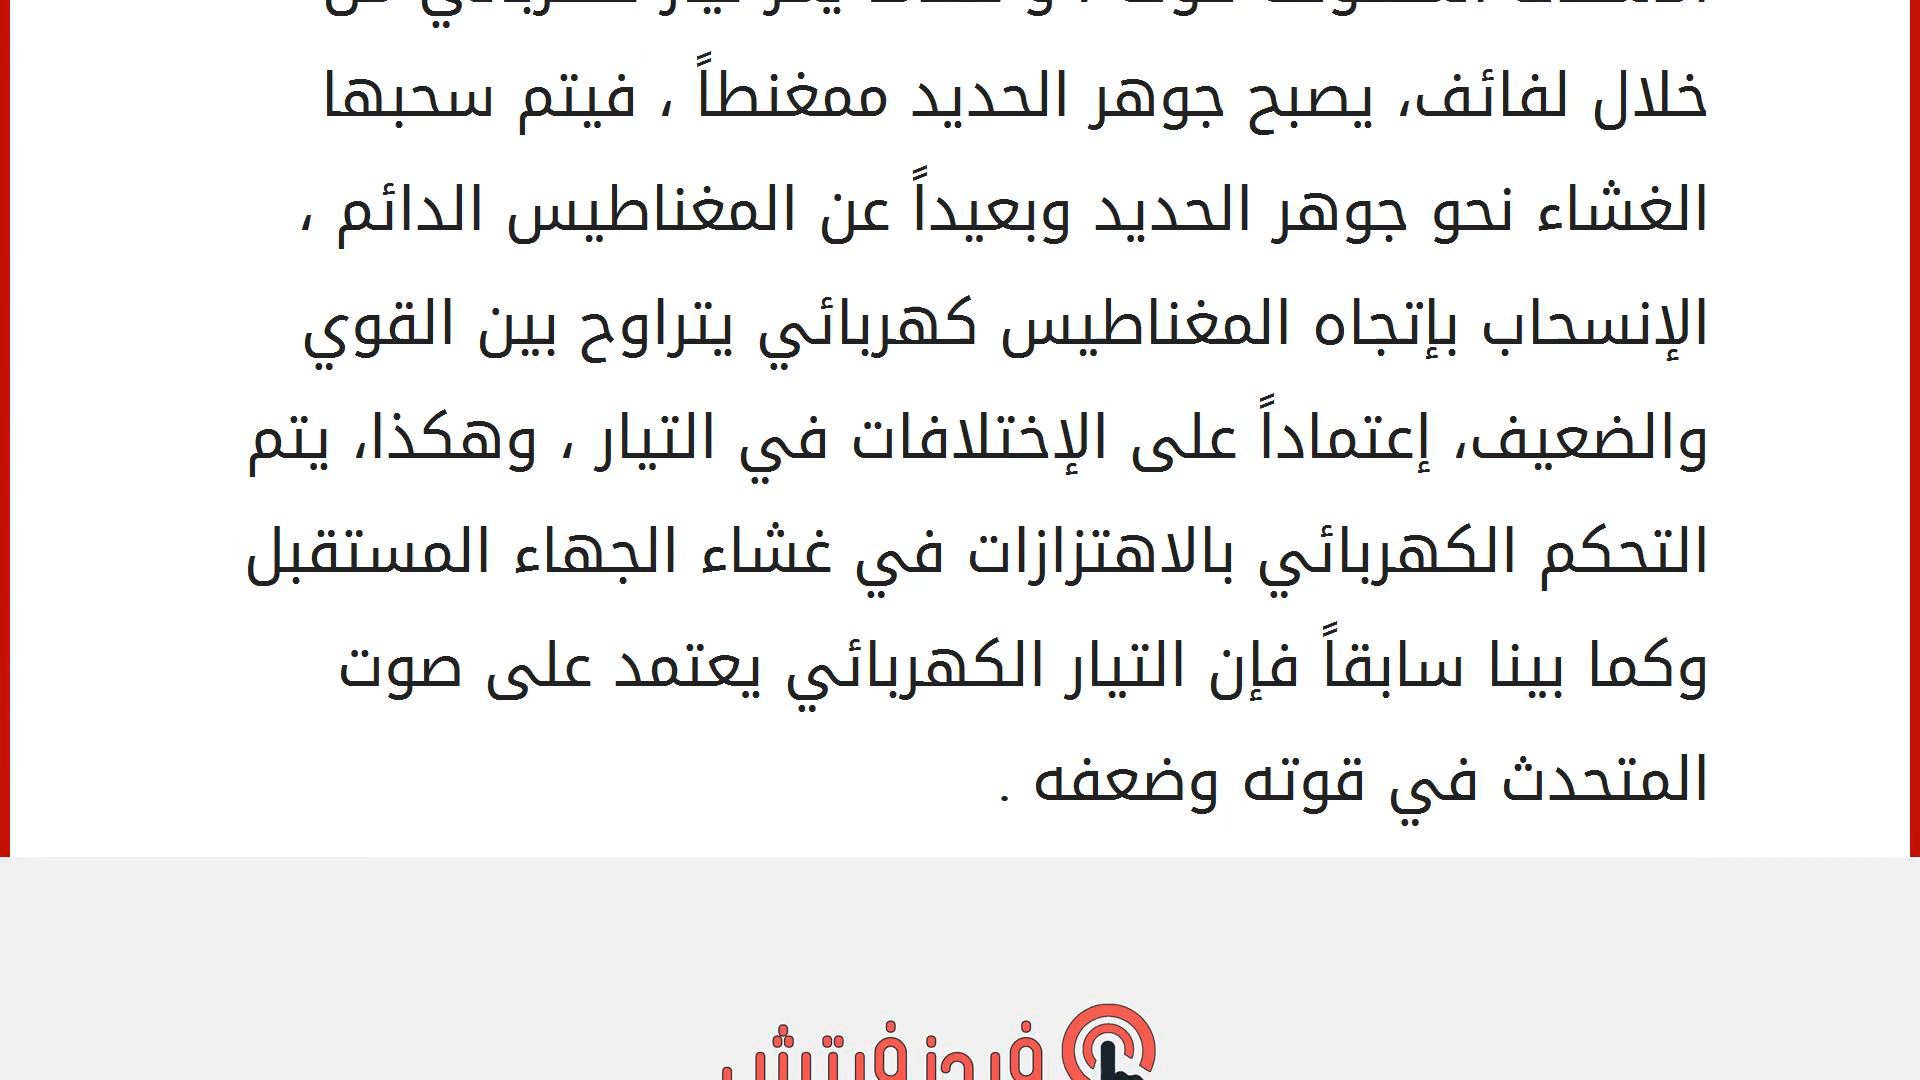 خلال لفائف، يصبح جوهر الحديد ممغنطاً ، فيتم سحبها
الغشاء نحو جوهر الحديد وبعيداً عن المغناطيس الدائم ،
الإنسحاب بإتجاه المغناطيس كهربائي يتراوح بين القوي
والضعيف، إعتماداً على الإختلافات في التيار ، وهكذا، يتم
التحكم الكهربائي بالاهتزازات في غشاء الجهاء المستقبل
وكما بينا سابقاً فإن التيار الكهربائي يعتمد على صوت
المتحدث في قوته وضعفه .